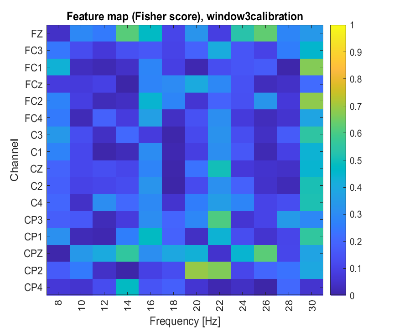 Feature map (Fisher score), window3calibration
Channel
FZ
FC3
FC1
FCz
FC2
FC4
C3
C1
CZ
C2
C4
CP3
CP1
CPZ
CP2
CP4
8 10 12 14 16 18 20 22 24 26 28 30
Frequency [Hz]
1
0.9
0.8
0.7
0.6
0.5
0.4
0.3
0.2
0.1
0